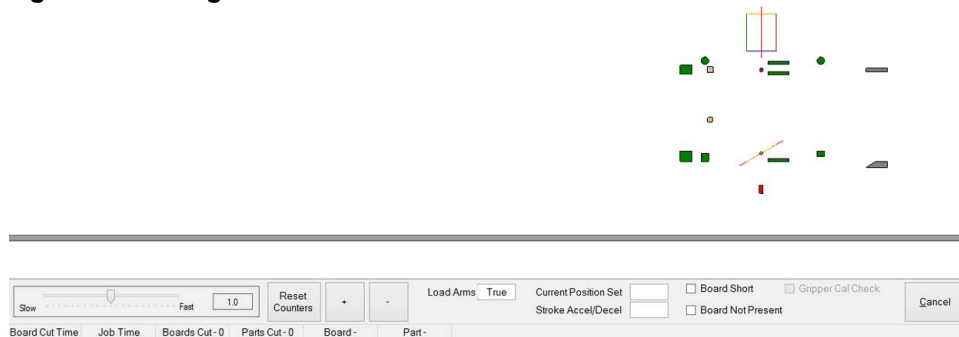 Reset
Slow Fast 1.0 Counters + - Load Arms True Current Position Set Board Short Gripper Cal Check Cancel
Stroke Accel/Decel Board Not Present
Board Cut Time Job Time Boards Cut - 0 Parts Cut - 0 Board - Part -